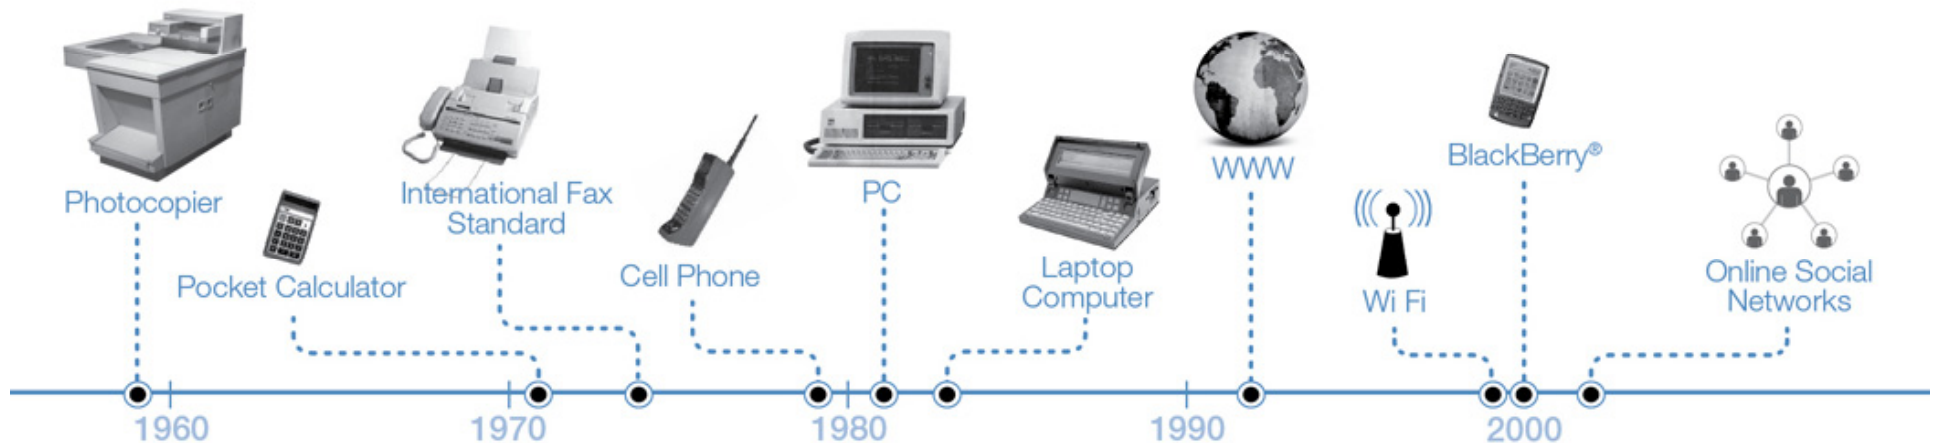 Photocopier
Pocket Calculator
International Fax
Standard
Cell Phone
PC
Laptop
Computer
WWW
Wi Fi
BlackBerry®
Online Social
Networks
1960
1970
1980
1990
2000